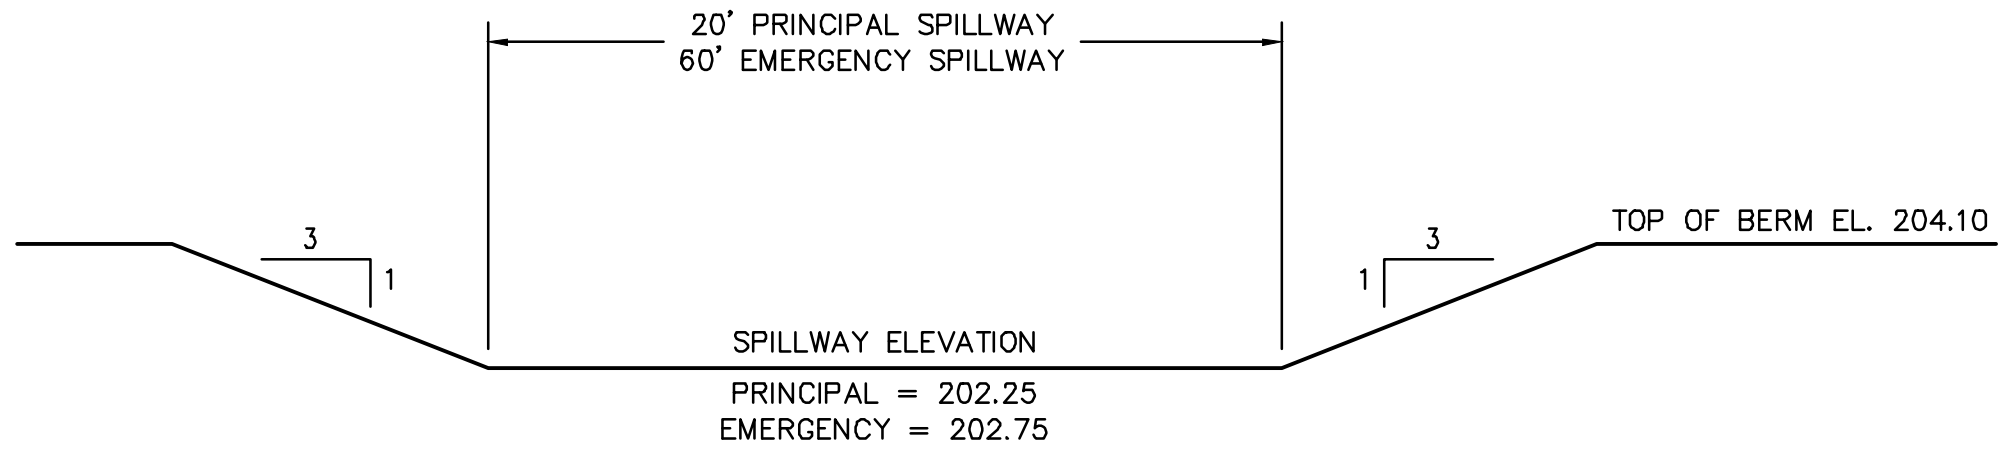 20' PRINCIPAL SPILLWAY
60' EMERGENCY SPILLWAY
TOP OF BERM EL. 204.10
3
1
3
1
SPILLWAY ELEVATION
PRINCIPAL = 202.25
EMERGENCY = 202.75